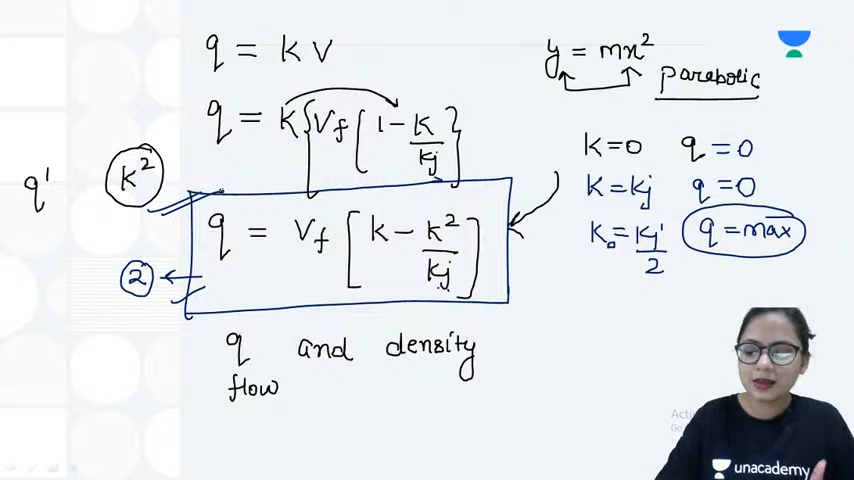 q = k v
y = mx²
parabolic
q = k { Vf [ 1 - k/kj ] }
k=0 q=0
k=kj q=0
k₀=kj/2 q=max
q'
k²
q = Vf [ k - k²/kj ]
2
q and density
flow
unacademy